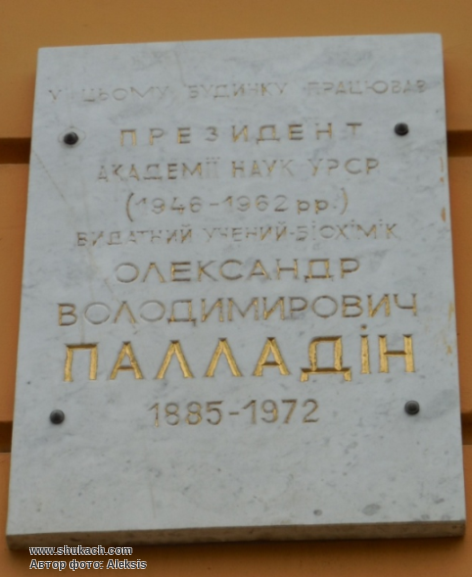 У ЦЬОМУ БУДИНКУ ПРАЦЮВАВ
ПРЕЗИДЕНТ
АКАДЕМІЇ НАУК УРСР
(1946-1962 рр.)
ВИДАТНИЙ УЧЕНИЙ-БІОХІМІК
ОЛЕКСАНДР
ВОЛОДИМИРОВИЧ
ПАЛЛАДІН
1885-1972
www.shukach.com
Автор фото: Aleksis